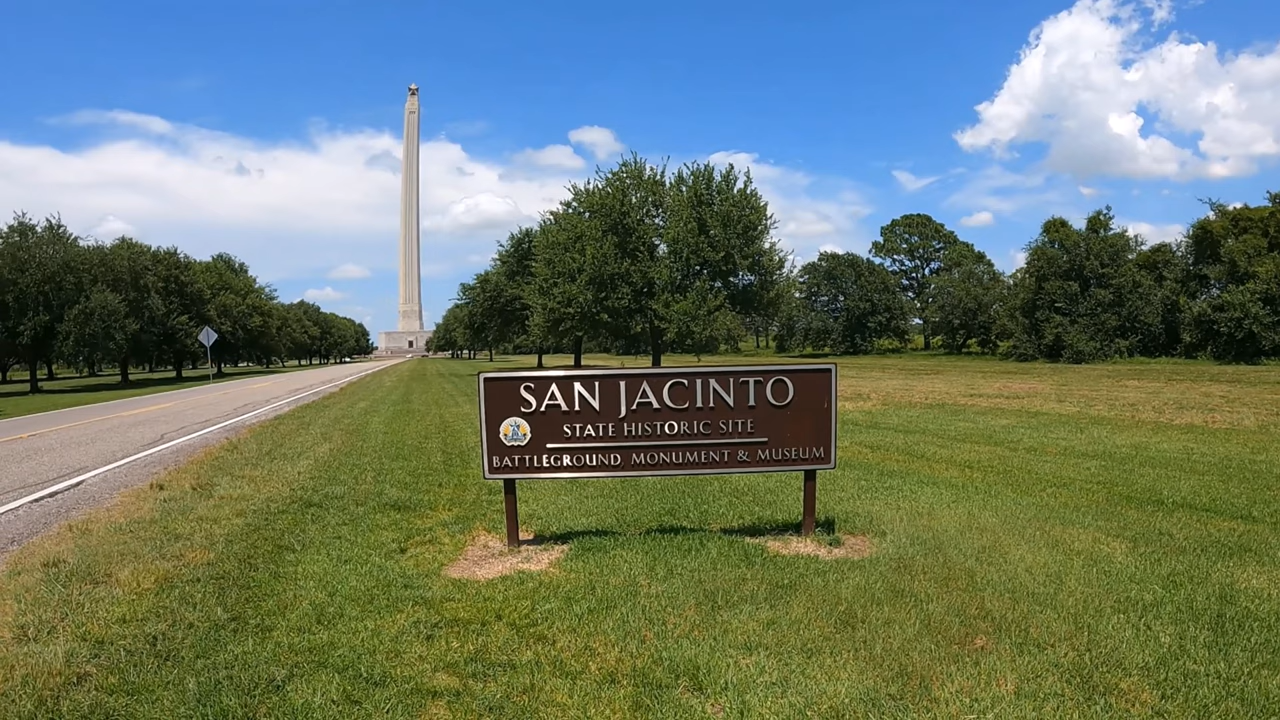 SAN JACINTO
STATE HISTORIC SITE
BATTLEGROUND, MONUMENT & MUSEUM